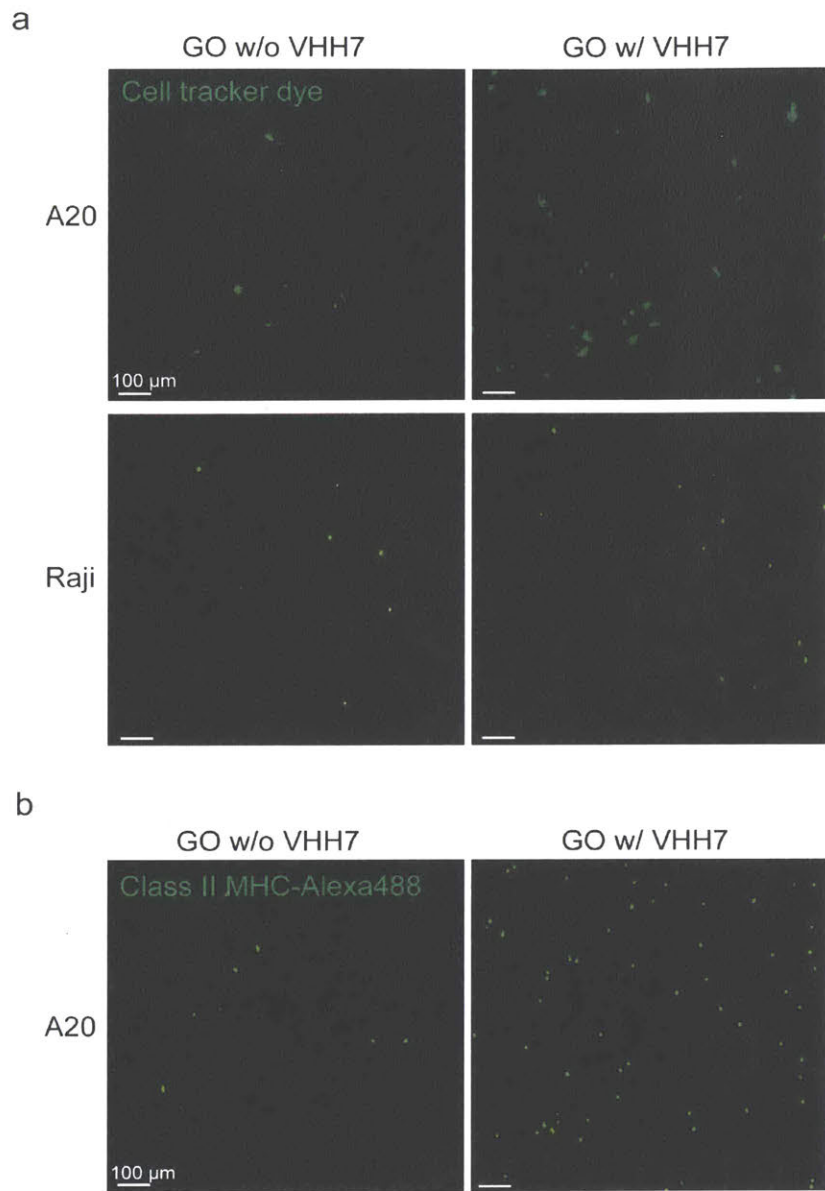 a
GO w/o VHH7 GO w/ VHH7
Cell tracker dye
A20
100 µm
Raji
b
GO w/o VHH7 GO w/ VHH7
Class II MHC-Alexa488
A20
100 µm